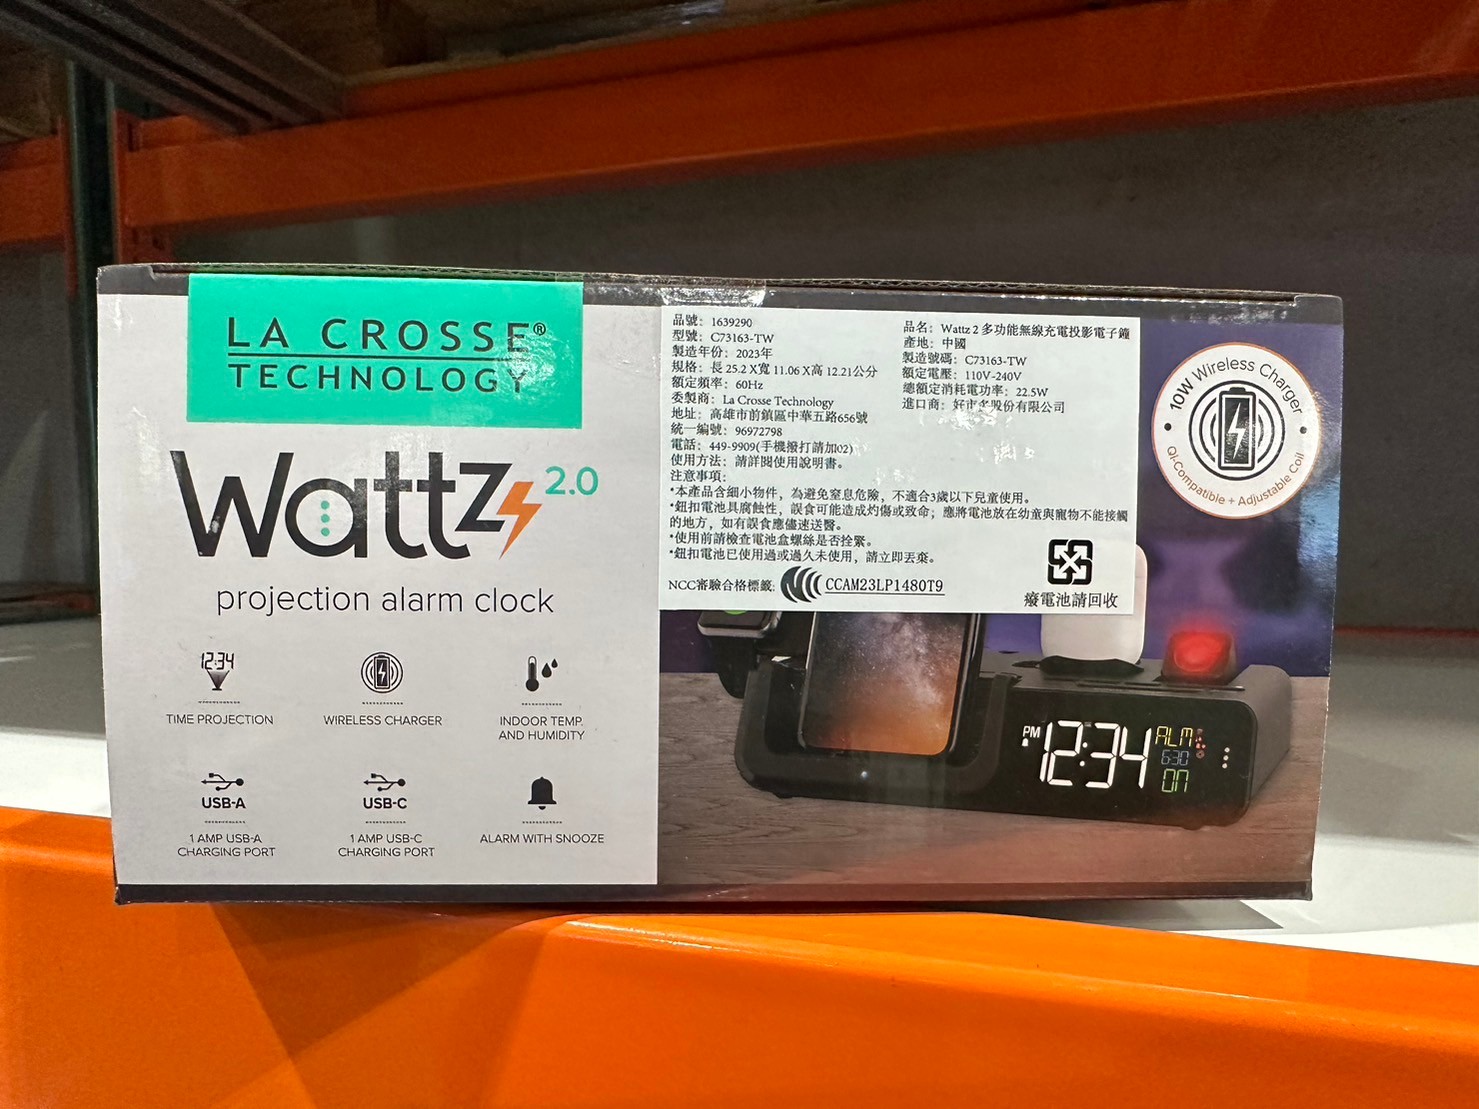 LA CROSSE®
TECHNOLOGY
Wattz 2.0
projection alarm clock
12:34
TIME PROJECTION
WIRELESS CHARGER
INDOOR TEMP.
AND HUMIDITY
USB-A
1 AMP USB-A
CHARGING PORT
USB-C
1 AMP USB-C
CHARGING PORT
ALARM WITH SNOOZE
品號：1639290
型號：C73163-TW
製造年份：2023年
規格：長 25.2 X寬 11.06 X高 12.21公分
額定頻率：60Hz
委製商：La Crosse Technology
地址：高雄市前鎮區中華五路656號
統一編號：96972798
電話：449-9909(手機撥打請加02)
使用方法：請詳閱使用說明書。
注意事項：
*本產品含細小物件，為避免窒息危險，不適合3歲以下兒童使用。
*鈕扣電池具腐蝕性，誤食可能造成灼傷或致命；應將電池放在幼童與寵物不能接觸
的地方，如有誤食應儘速送醫。
*使用前請檢查電池盒螺絲是否拴緊。
*鈕扣電池已使用過或過久未使用，請立即丟棄。
NCC審驗合格標籤: CCAM23LP1480T9
品名：Wattz 2 多功能無線充電投影電子鐘
產地：中國
製造號碼：C73163-TW
額定電壓：110V-240V
總額定消耗電功率：22.5W
進口商：好市多股份有限公司
廢電池請回收
10W Wireless Charger
Qi-Compatible + Adjustable Coil
PM 12:34
ALM
6:30
ON